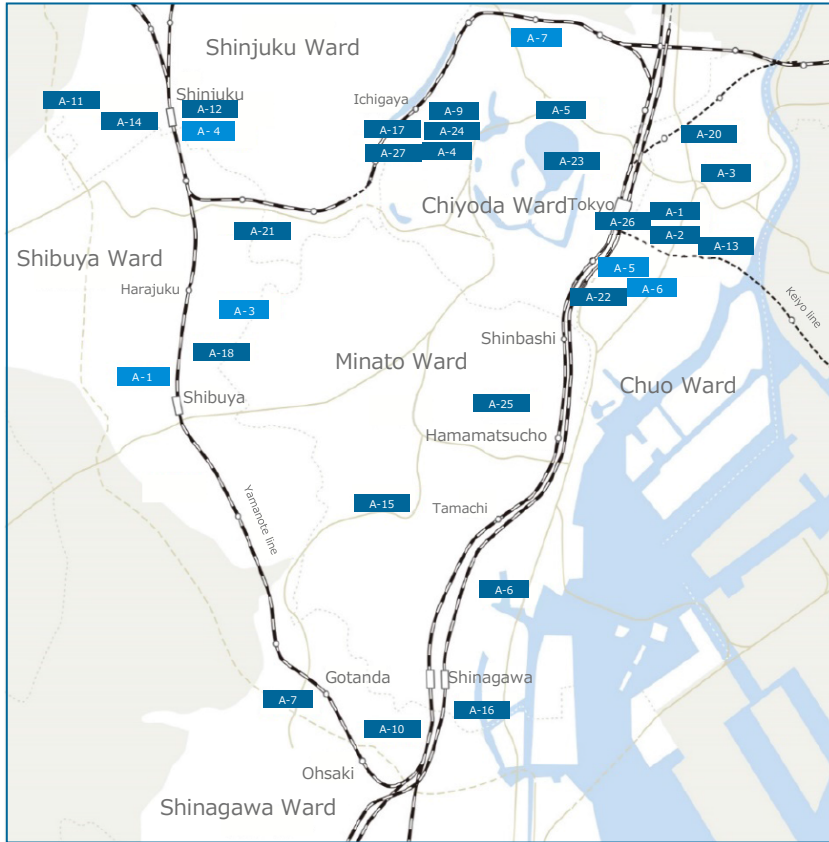 Shinjuku Ward
A-7
A-11
Shinjuku
A-14
A-12
A- 4
Ichigaya
A-9
A-5
A-17
A-24
A-20
A-27
A-4
A-23
A-3
Chiyoda Ward
Tokyo
A-1
A-26
A-2
A-13
A-21
Shibuya Ward
A-5
A-6
A-22
Keiyo line
Harajuku
A-3
Shinbashi
A-18
Minato Ward
A-1
Chuo Ward
Shibuya
A-25
Hamamatsucho
A-15
Tamachi
Yamanote line
A-6
Gotanda
Shinagawa
A-7
A-16
A-10
Ohsaki
Shinagawa Ward